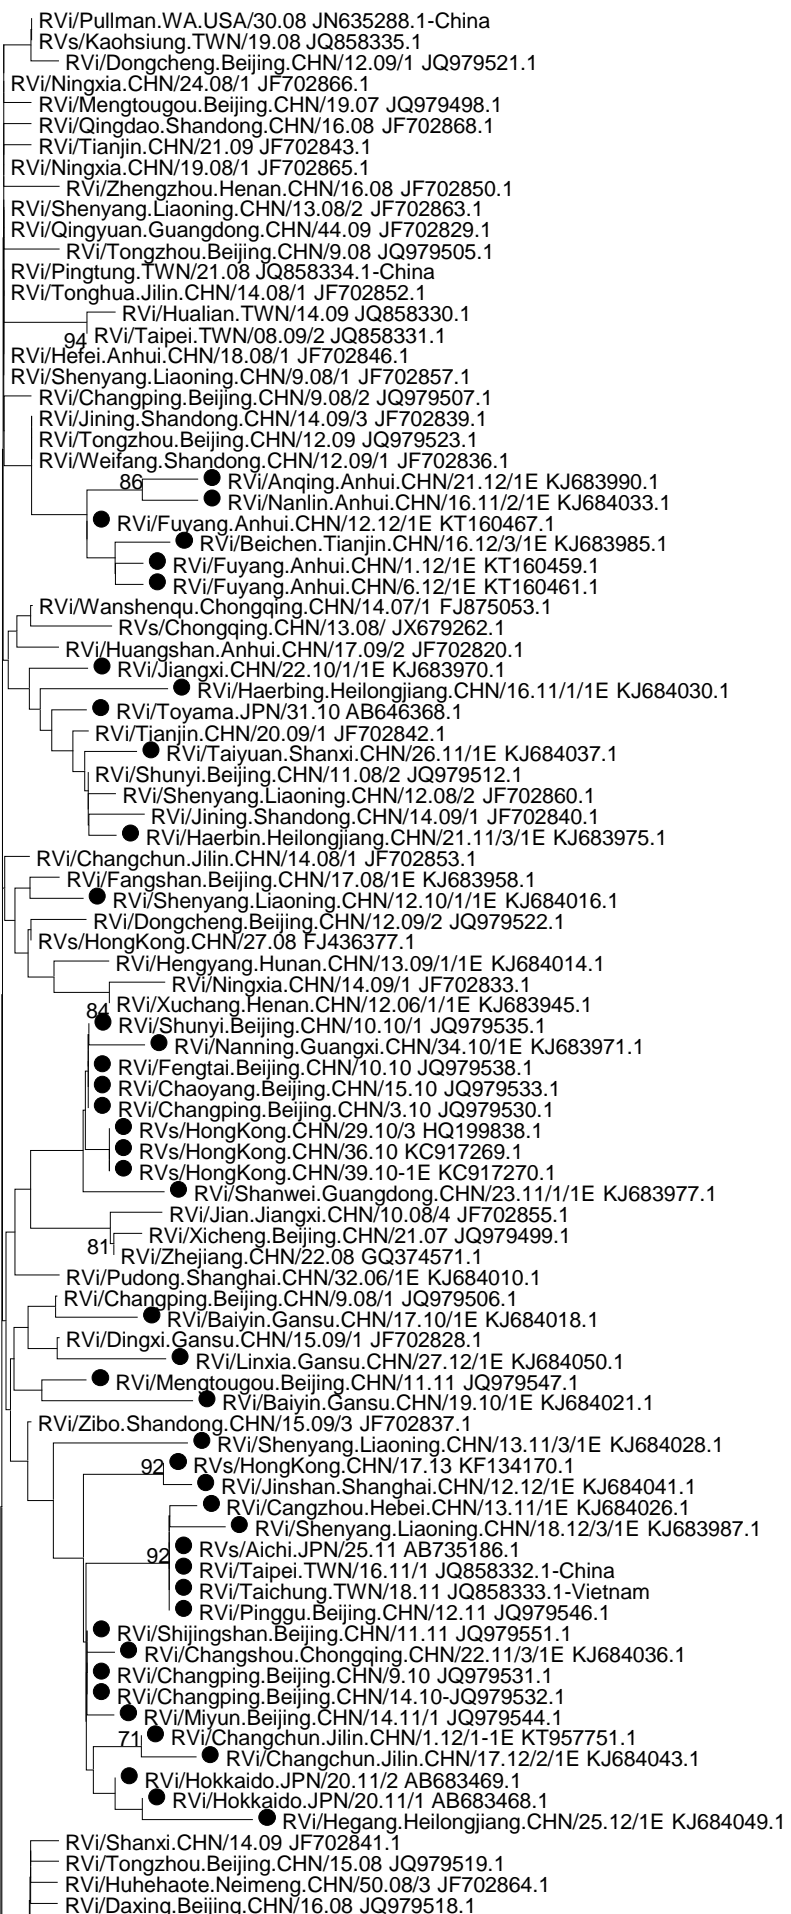 RVi/Pullman.WA.USA/30.08 JN635288.1-China
RVs/Kaohsiung.TWN/19.08 JQ858335.1
RVi/Dongcheng.Beijing.CHN/12.09/1 JQ979521.1
RVi/Ningxia.CHN/24.08/1 JF702866.1
RVi/Mengtougou.Beijing.CHN/19.07 JQ979498.1
RVi/Qingdao.Shandong.CHN/16.08 JF702868.1
RVi/Tianjin.CHN/21.09 JF702843.1
RVi/Ningxia.CHN/19.08/1 JF702865.1
RVi/Zhengzhou.Henan.CHN/16.08 JF702850.1
RVi/Shenyang.Liaoning.CHN/13.08/2 JF702863.1
RVi/Qingyuan.Guangdong.CHN/44.09 JF702829.1
RVi/Tongzhou.Beijing.CHN/9.08 JQ979505.1
RVi/Pingtung.TWN/21.08 JQ858334.1-China
RVi/Tonghua.Jilin.CHN/14.08/1 JF702852.1
RVi/Hualian.TWN/14.09 JQ858330.1
94 RVi/Taipei.TWN/08.09/2 JQ858331.1
RVi/Hefei.Anhui.CHN/18.08/1 JF702846.1
RVi/Shenyang.Liaoning.CHN/9.08/1 JF702857.1
RVi/Changping.Beijing.CHN/9.08/2 JQ979507.1
RVi/Jining.Shandong.CHN/14.09/3 JF702839.1
RVi/Tongzhou.Beijing.CHN/12.09 JQ979523.1
RVi/Weifang.Shandong.CHN/12.09/1 JF702836.1
86 RVi/Anqing.Anhui.CHN/21.12/1E KJ683990.1
RVi/Nanlin.Anhui.CHN/16.11/2/1E KJ684033.1
RVi/Fuyang.Anhui.CHN/12.12/1E KT160467.1
RVi/Beichen.Tianjin.CHN/16.12/3/1E KJ683985.1
RVi/Fuyang.Anhui.CHN/1.12/1E KT160459.1
RVi/Fuyang.Anhui.CHN/6.12/1E KT160461.1
RVi/Wanshenqu.Chongqing.CHN/14.07/1 FJ875053.1
RVs/Chongqing.CHN/13.08/ JX679262.1
RVi/Huangshan.Anhui.CHN/17.09/2 JF702820.1
RVi/Jiangxi.CHN/22.10/1/1E KJ683970.1
RVi/Haerbing.Heilongjiang.CHN/16.11/1/1E KJ684030.1
RVi/Toyama.JPN/31.10 AB646368.1
RVi/Tianjin.CHN/20.09/1 JF702842.1
RVi/Taiyuan.Shanxi.CHN/26.11/1E KJ684037.1
RVi/Shunyi.Beijing.CHN/11.08/2 JQ979512.1
RVi/Shenyang.Liaoning.CHN/12.08/2 JF702860.1
RVi/Jining.Shandong.CHN/14.09/1 JF702840.1
RVi/Haerbin.Heilongjiang.CHN/21.11/3/1E KJ683975.1
RVi/Changchun.Jilin.CHN/14.08/1 JF702853.1
RVi/Fangshan.Beijing.CHN/17.08/1E KJ683958.1
RVi/Shenyang.Liaoning.CHN/12.10/1/1E KJ684016.1
RVi/Dongcheng.Beijing.CHN/12.09/2 JQ979522.1
RVs/HongKong.CHN/27.08 FJ436377.1
RVi/Hengyang.Hunan.CHN/13.09/1/1E KJ684014.1
RVi/Ningxia.CHN/14.09/1 JF702833.1
84 RVi/Xuchang.Henan.CHN/12.06/1/1E KJ683945.1
RVi/Shunyi.Beijing.CHN/10.10/1 JQ979535.1
RVi/Nanning.Guangxi.CHN/34.10/1E KJ683971.1
RVi/Fengtai.Beijing.CHN/10.10 JQ979538.1
RVi/Chaoyang.Beijing.CHN/15.10 JQ979533.1
RVi/Changping.Beijing.CHN/3.10 JQ979530.1
RVs/HongKong.CHN/29.10/3 HQ199838.1
RVs/HongKong.CHN/36.10 KC917269.1
RVs/HongKong.CHN/39.10-1E KC917270.1
RVi/Shanwei.Guangdong.CHN/23.11/1/1E KJ683977.1
RVi/Jian.Jiangxi.CHN/10.08/4 JF702855.1
RVi/Xicheng.Beijing.CHN/21.07 JQ979499.1
81 RVi/Zhejiang.CHN/22.08 GQ374571.1
RVi/Pudong.Shanghai.CHN/32.06/1E KJ684010.1
RVi/Changping.Beijing.CHN/9.08/1 JQ979506.1
RVi/Baiyin.Gansu.CHN/17.10/1E KJ684018.1
RVi/Dingxi.Gansu.CHN/15.09/1 JF702828.1
RVi/Linxia.Gansu.CHN/27.12/1E KJ684050.1
RVi/Mengtougou.Beijing.CHN/11.11 JQ979547.1
RVi/Baiyin.Gansu.CHN/19.10/1E KJ684021.1
RVi/Zibo.Shandong.CHN/15.09/3 JF702837.1
RVi/Shenyang.Liaoning.CHN/13.11/3/1E KJ684028.1
92 RVs/HongKong.CHN/17.13 KF134170.1
RVi/Jinshan.Shanghai.CHN/12.12/1E KJ684041.1
RVi/Cangzhou.Hebei.CHN/13.11/1E KJ684026.1
RVi/Shenyang.Liaoning.CHN/18.12/3/1E KJ683987.1
92 RVs/Aichi.JPN/25.11 AB735186.1
RVi/Taipei.TWN/16.11/1 JQ858332.1-China
RVi/Taichung.TWN/18.11 JQ858333.1-Vietnam
RVi/Pinggu.Beijing.CHN/12.11 JQ979546.1
RVi/Shijingshan.Beijing.CHN/11.11 JQ979551.1
RVi/Changshou.Chongqing.CHN/22.11/3/1E KJ684036.1
RVi/Changping.Beijing.CHN/9.10 JQ979531.1
RVi/Changping.Beijing.CHN/14.10-JQ979532.1
RVi/Miyun.Beijing.CHN/14.11/1 JQ979544.1
71 RVi/Changchun.Jilin.CHN/1.12/1-1E KT957751.1
RVi/Changchun.Jilin.CHN/17.12/2/1E KJ684043.1
RVi/Hokkaido.JPN/20.11/2 AB683469.1
RVi/Hokkaido.JPN/20.11/1 AB683468.1
RVi/Hegang.Heilongjiang.CHN/25.12/1E KJ684049.1
RVi/Shanxi.CHN/14.09 JF702841.1
RVi/Tongzhou.Beijing.CHN/15.08 JQ979519.1
RVi/Huhehaote.Neimeng.CHN/50.08/3 JF702864.1
RVi/Daxing.Beijing.CHN/16.08 JQ979518.1